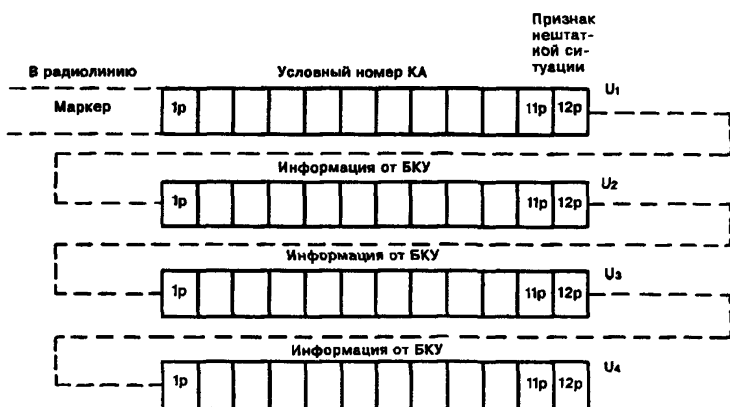 Признак
нештат-
ной си-
туации
В радиолинию
Условный номер КА
Маркер
1р 11р 12р U₁
Информация от БКУ
1р 11р 12р U₂
Информация от БКУ
1р 11р 12р U₃
Информация от БКУ
1р 11р 12р U₄